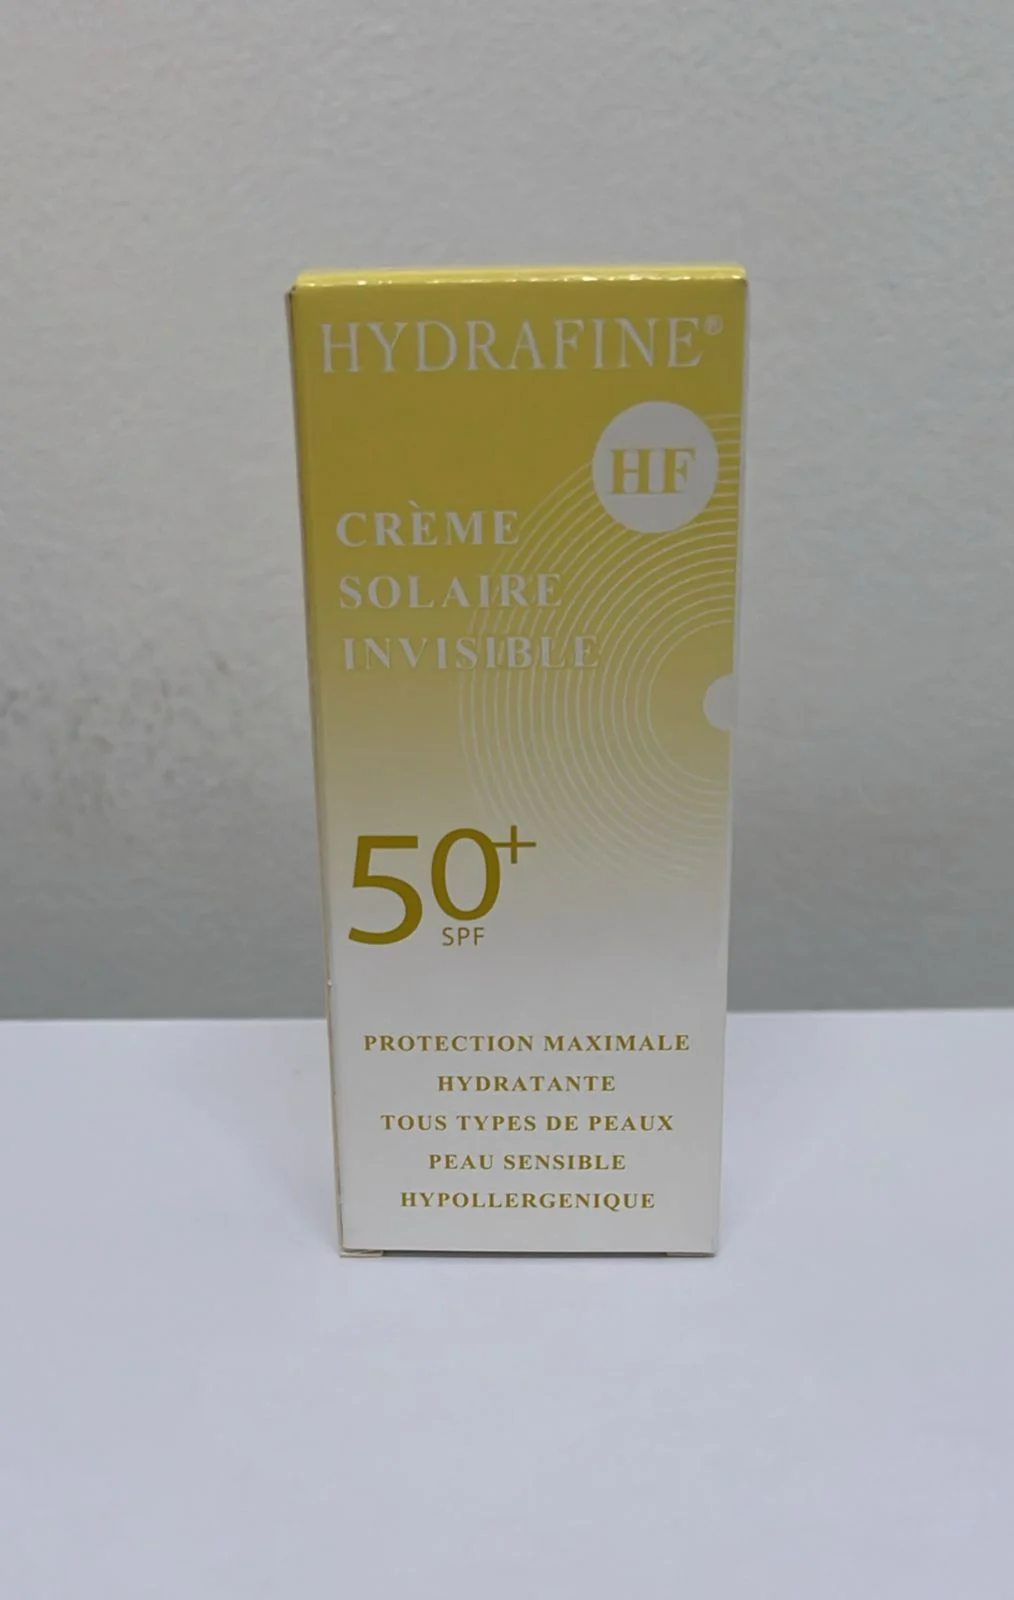 HYDRAFINE®
HF
CRÈME
SOLAIRE
INVISIBLE
50+
SPF
PROTECTION MAXIMALE
HYDRATANTE
TOUS TYPES DE PEAUX
PEAU SENSIBLE
HYPOLLERGENIQUE